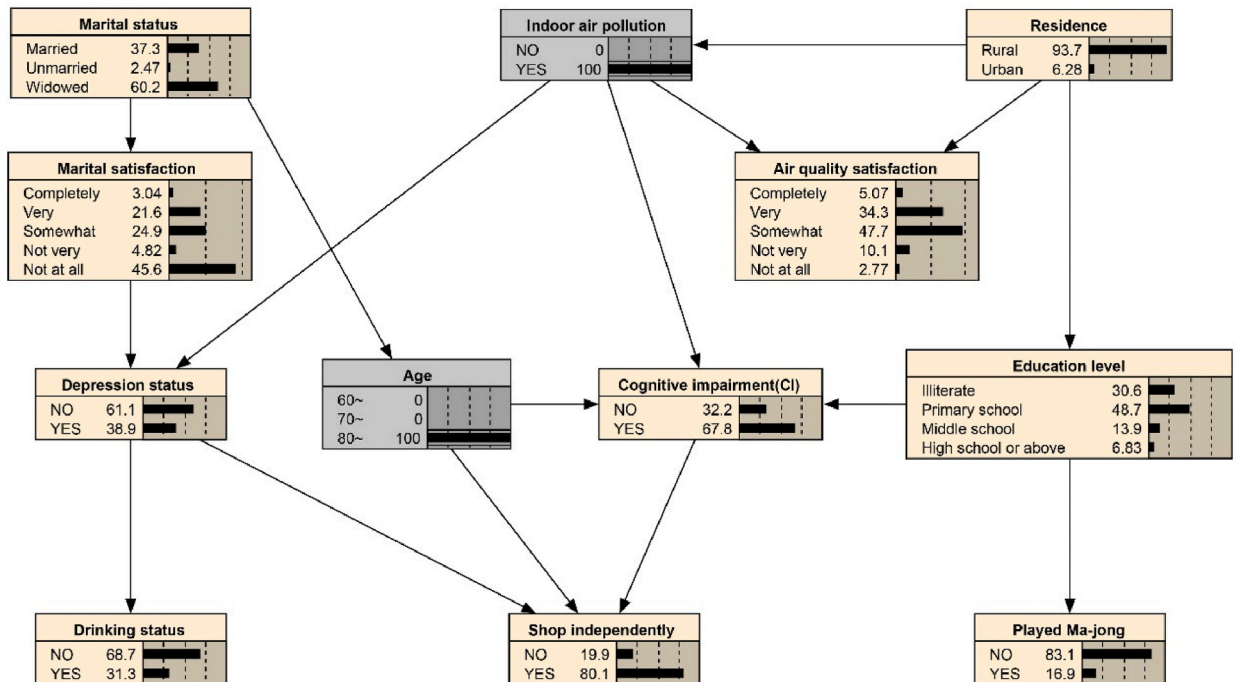 Marital status
Married 37.3
Unmarried 2.47
Widowed 60.2
Indoor air pollution
NO 0
YES 100
Residence
Rural 93.7
Urban 6.28
Marital satisfaction
Completely 3.04
Very 21.6
Somewhat 24.9
Not very 4.82
Not at all 45.6
Air quality satisfaction
Completely 5.07
Very 34.3
Somewhat 47.7
Not very 10.1
Not at all 2.77
Depression status
NO 61.1
YES 38.9
Age
60~ 0
70~ 0
80~ 100
Cognitive impairment(CI)
NO 32.2
YES 67.8
Education level
Illiterate 30.6
Primary school 48.7
Middle school 13.9
High school or above 6.83
Drinking status
NO 68.7
YES 31.3
Shop independently
NO 19.9
YES 80.1
Played Ma-jong
NO 83.1
YES 16.9